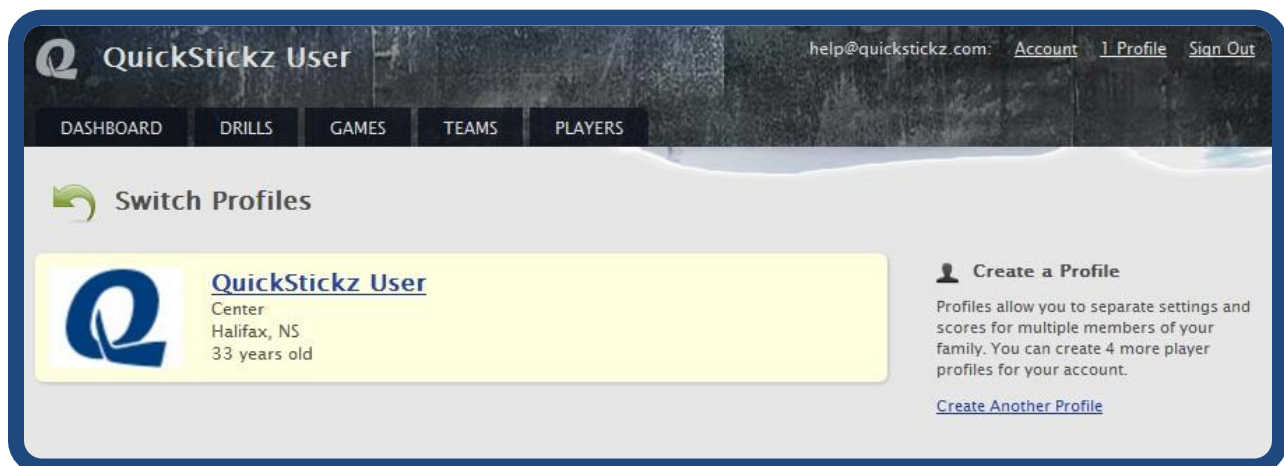 QuickStickz User
help@quickstickz.com: Account 1 Profile Sign Out
DASHBOARD DRILLS GAMES TEAMS PLAYERS
Switch Profiles
QuickStickz User
Center
Halifax, NS
33 years old
Create a Profile
Profiles allow you to separate settings and
scores for multiple members of your
family. You can create 4 more player
profiles for your account.
Create Another Profile